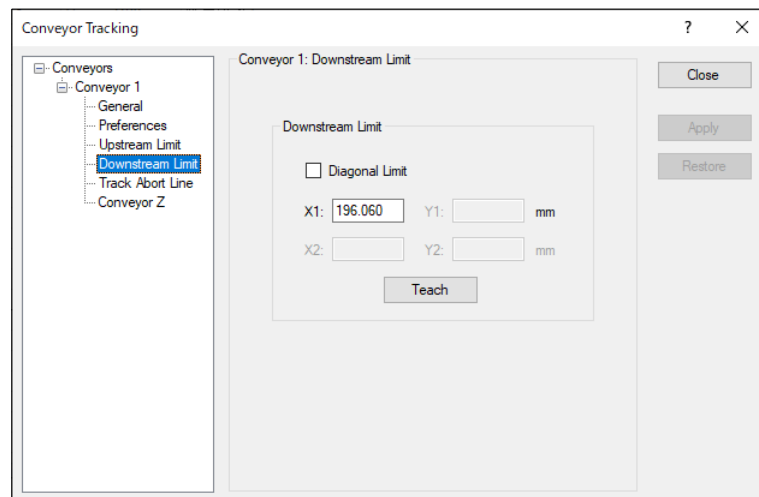 Conveyor Tracking
?
Conveyors
Conveyor 1
General
Preferences
Upstream Limit
Downstream Limit
Track Abort Line
Conveyor Z
Conveyor 1: Downstream Limit
Downstream Limit
Diagonal Limit
X1: 196.060 Y1: mm
X2: Y2: mm
Teach
Close
Apply
Restore